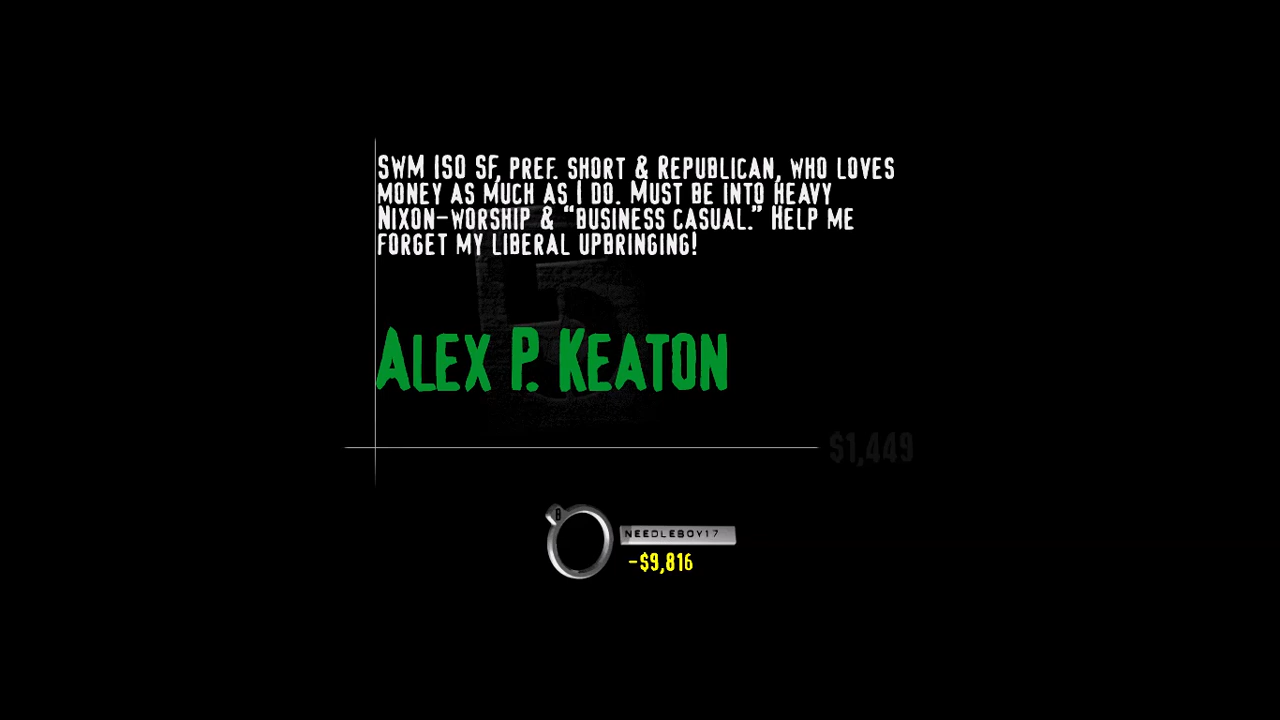 SWM ISO SF, pref. short & Republican, who loves
money as much as I do. Must be into heavy
Nixon-worship & “business casual.” Help me
forget my liberal upbringing!
Alex P. Keaton
$1,449
8
NEEDLEBOY17
-$9,816